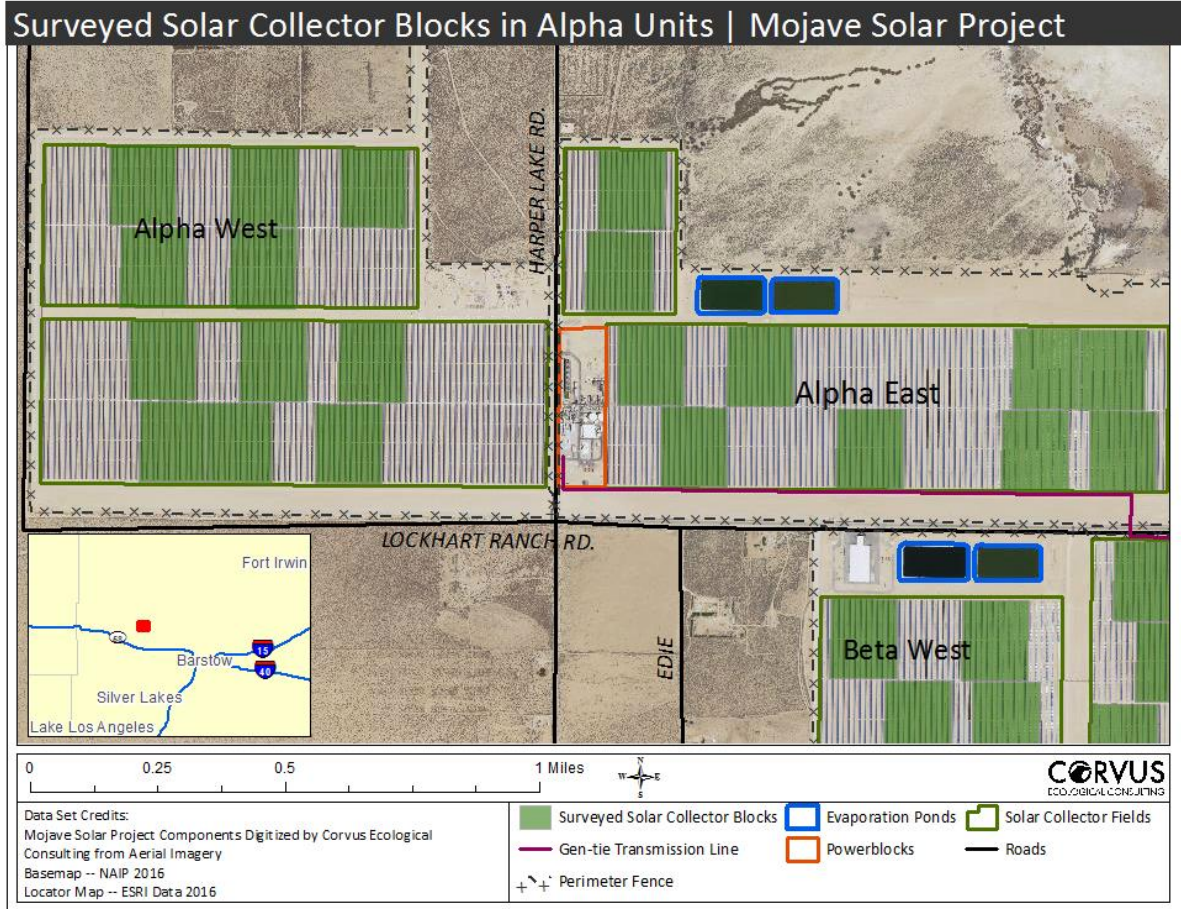 Surveyed Solar Collector Blocks in Alpha Units | Mojave Solar Project
HARPER LAKE RD.
Alpha West
Alpha East
LOCKHART RANCH RD.
EDIE
Beta West
Fort Irwin
58
15
Barstow
40
Silver Lakes
Lake Los Angeles
0 0.25 0.5 1 Miles
N
W E
S
CORVUS
ECOLOGICAL CONSULTING
Data Set Credits:
Mojave Solar Project Components Digitized by Corvus Ecological
Consulting from Aerial Imagery
Basemap -- NAIP 2016
Locator Map -- ESRI Data 2016
Surveyed Solar Collector Blocks Evaporation Ponds Solar Collector Fields
Gen-tie Transmission Line Powerblocks Roads
Perimeter Fence